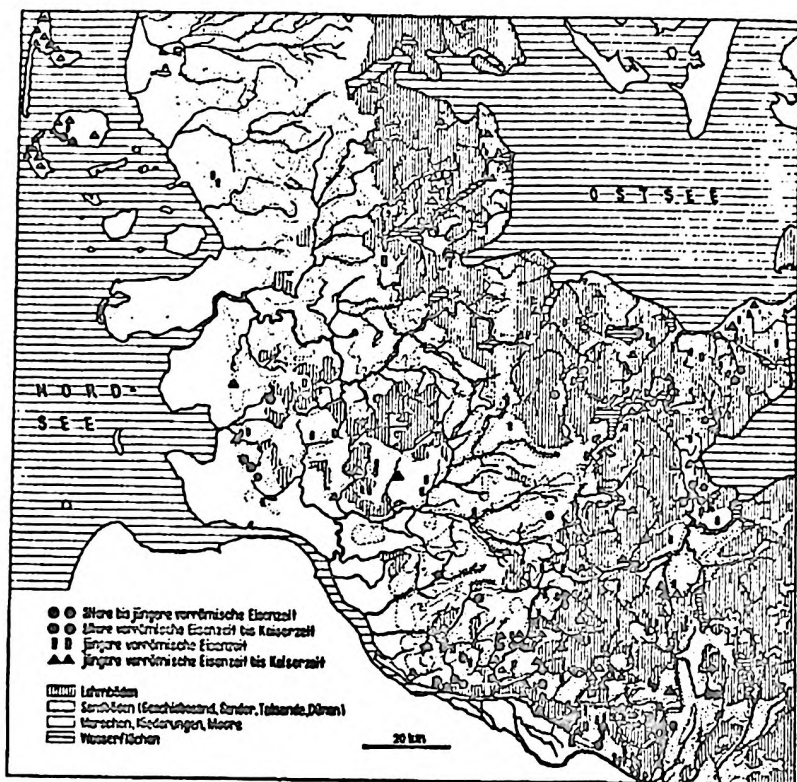 OSTSEE
NORD-
SEE
Ältere bis jüngere vorrömische Eisenzeit
Ältere vorrömische Eisenzeit bis Kaiserzeit
Jüngere vorrömische Eisenzeit
Jüngere vorrömische Eisenzeit bis Kaiserzeit
Lehmböden
Sandböden (Geschiebesand, Sander, Talsande, Dünen)
Marschen, Niederungen, Moore
Wasserflächen
20 km